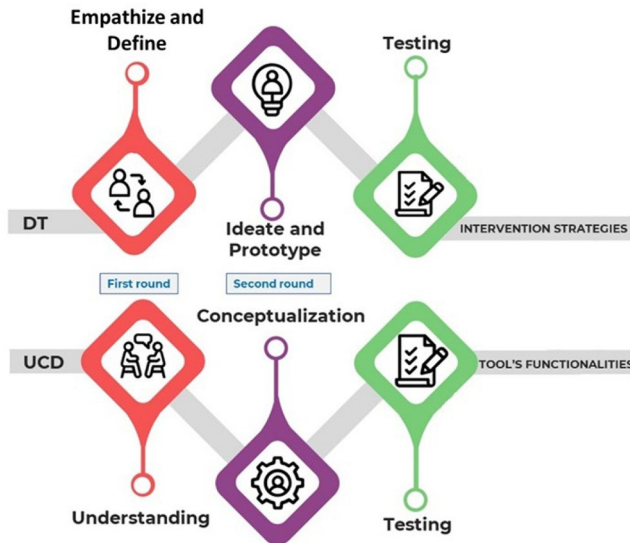 Empathize and
Define
Testing
DT
Ideate and
Prototype
INTERVENTION STRATEGIES
First round
Second round
Conceptualization
UCD
TOOL'S FUNCTIONALITIES
Understanding
Testing